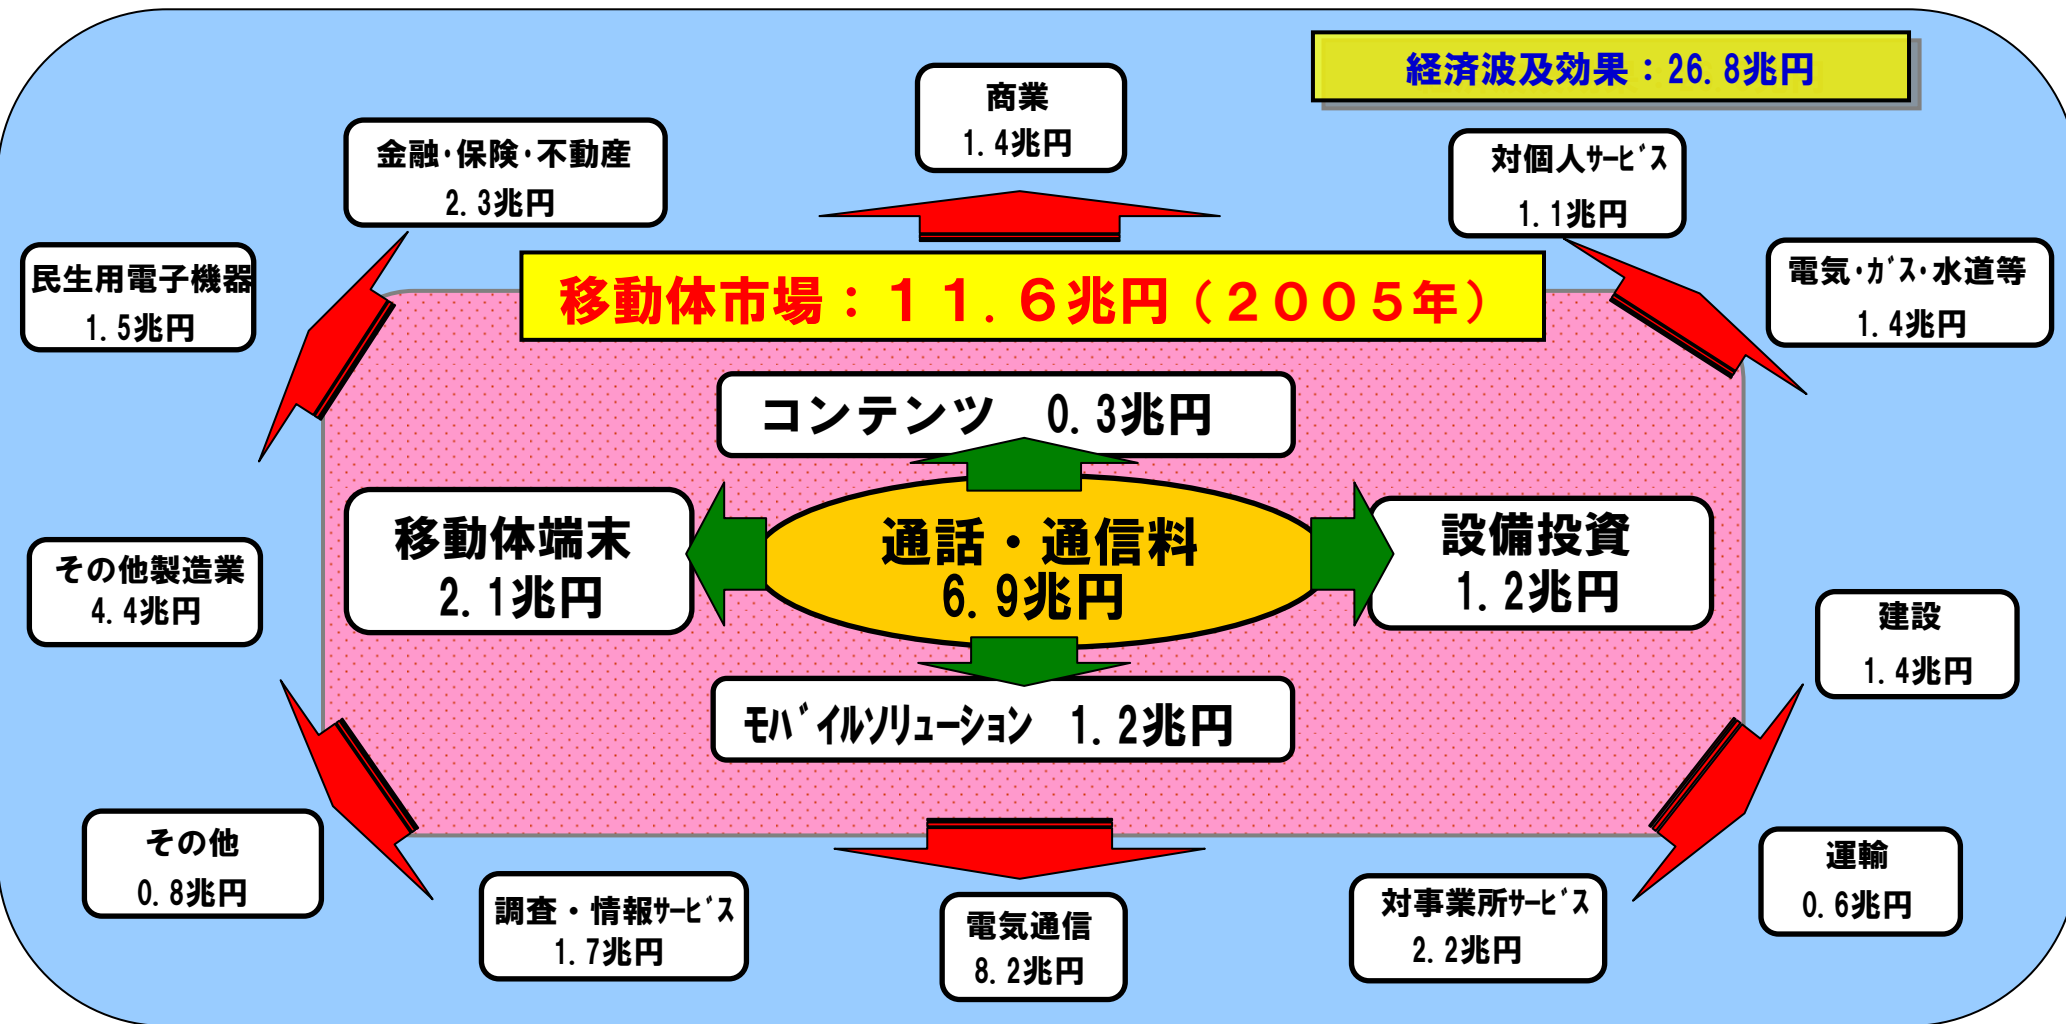 経済波及効果：26.8兆円
商業
1.4兆円
金融･保険･不動産
2.3兆円
対個人ｻｰﾋﾞｽ
1.1兆円
民生用電子機器
1.5兆円
電気･ｶﾞｽ･水道等
1.4兆円
移動体市場：１１.６兆円（２００５年）
コンテンツ　0.3兆円
移動体端末
2.1兆円
通話・通信料
6.9兆円
設備投資
1.2兆円
ﾓﾊﾞｲﾙｿﾘｭｰｼｮﾝ　1.2兆円
その他製造業
4.4兆円
建設
1.4兆円
その他
0.8兆円
調査・情報ｻｰﾋﾞｽ
1.7兆円
電気通信
8.2兆円
対事業所ｻｰﾋﾞｽ
2.2兆円
運輸
0.6兆円